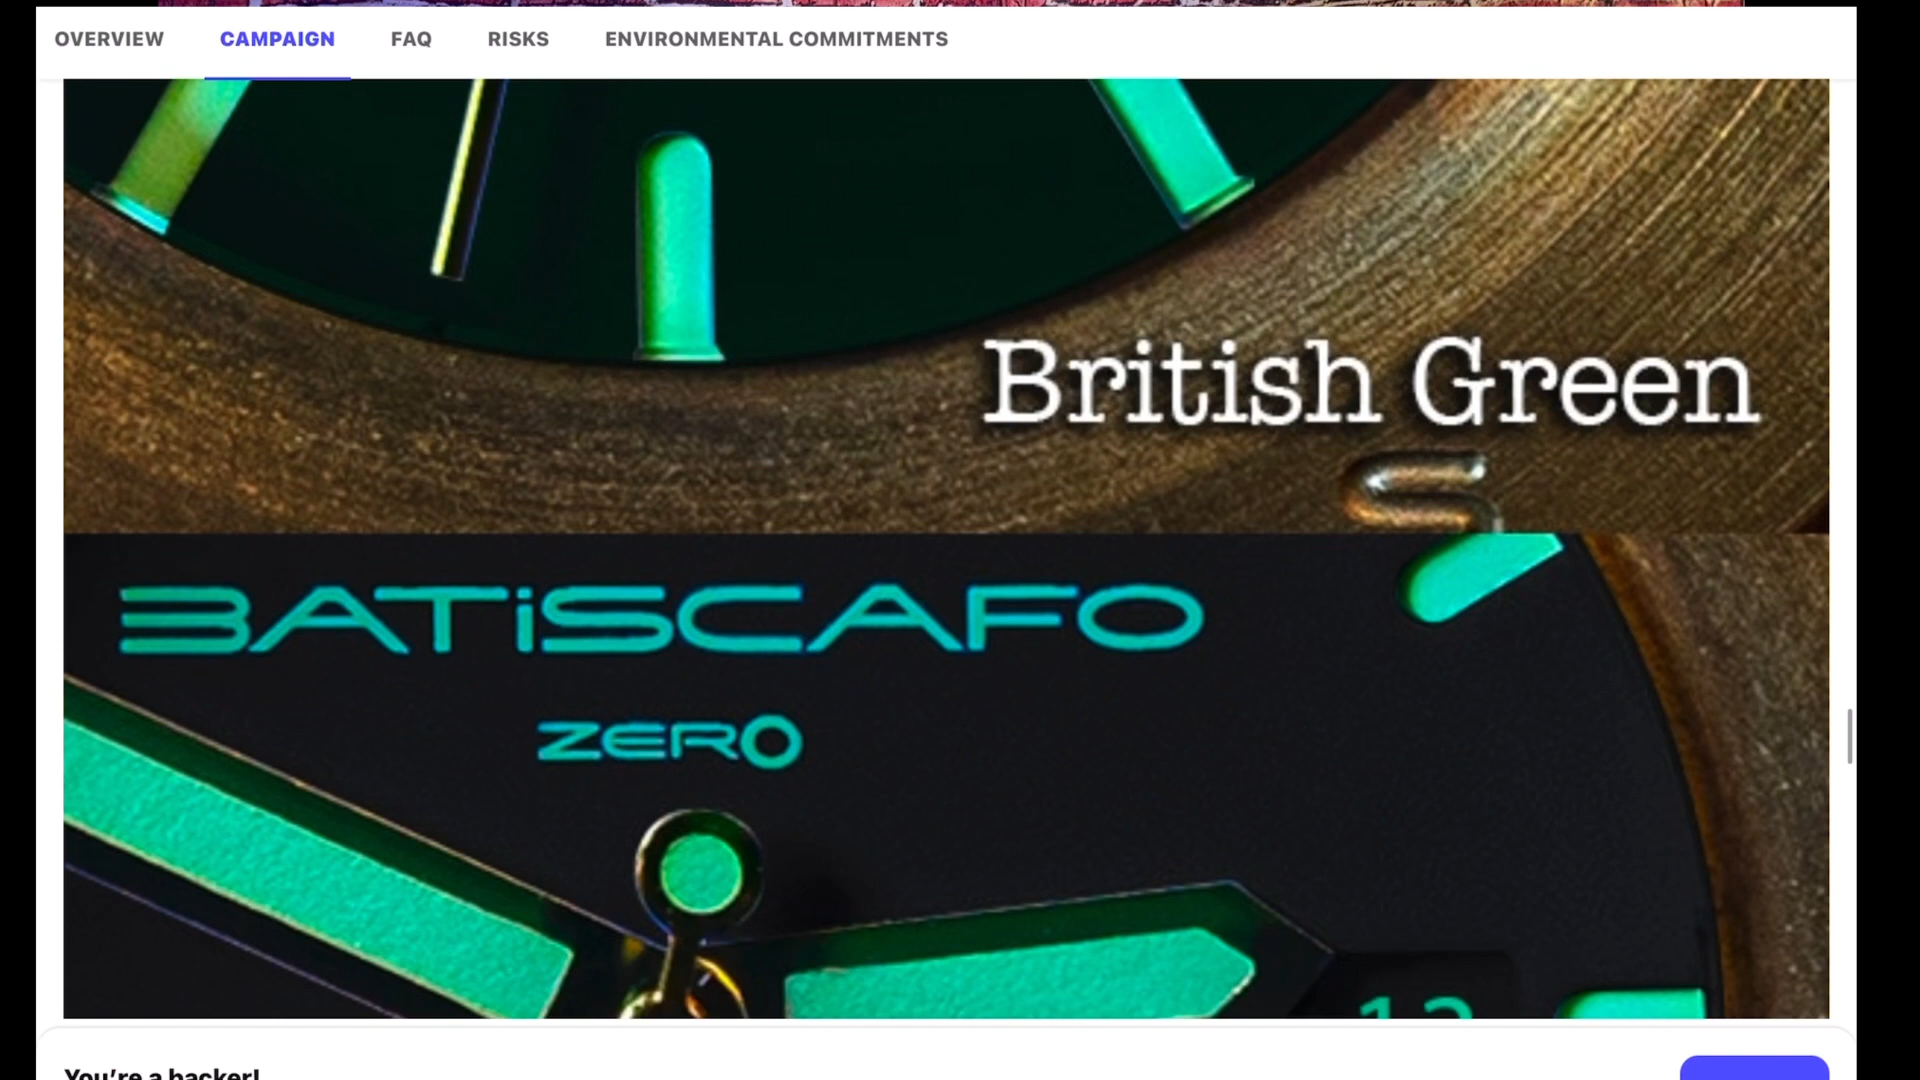 OVERVIEW CAMPAIGN FAQ RISKS ENVIRONMENTAL COMMITMENTS
British Green
BATiSCAFO
ZERO
You're a backer!